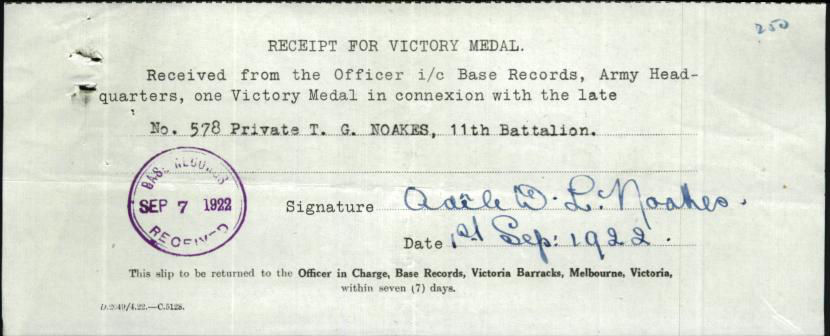 250
RECEIPT FOR VICTORY MEDAL.
Received from the Officer i/c Base Records, Army Head-
quarters, one Victory Medal in connexion with the late
No. 578 Private T. G. NOAKES, 11th Battalion.
BASE RECORDS
SEP 7 1922
RECEIVED
Signature D. L. Noakes.
Date 1st Sep: 1922.
This slip to be returned to the Officer in Charge, Base Records, Victoria Barracks, Melbourne, Victoria,
within seven (7) days.
D.2049/4.22.—C.5128.